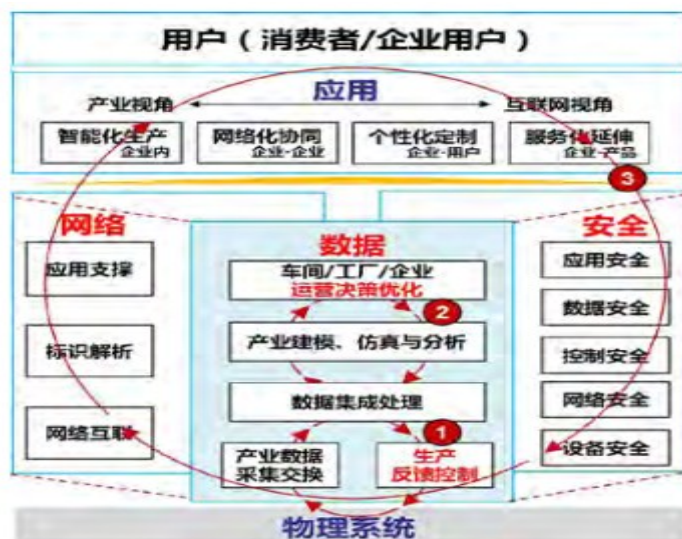 用户（消费者/企业用户）
应用
产业视角
互联网视角
智能化生产
企业内
网络化协同
企业-企业
个性化定制
企业-用户
服务化延伸
企业-产品
3
网络
应用支撑
标识解析
网络互联
数据
车间/工厂/企业
运营决策优化
2
产业建模、仿真与分析
数据集成处理
1
产业数据
采集交换
生产
反馈控制
安全
应用安全
数据安全
控制安全
网络安全
设备安全
物理系统